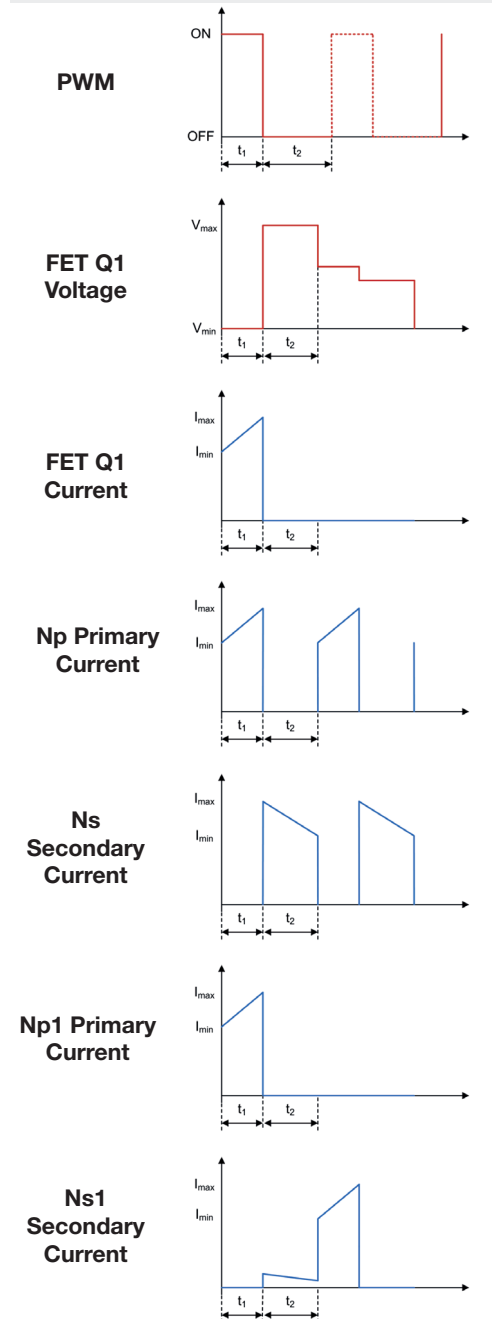 ON
PWM
OFF
t₁ t₂
Vmax
FET Q1
Voltage
Vmin
t₁ t₂
Imax
FET Q1
Current
Imin
t₁ t₂
Imax
Np Primary
Current
Imin
t₁ t₂
Imax
Ns
Secondary
Current
Imin
t₁ t₂
Imax
Np1 Primary
Current
Imin
t₁ t₂
Imax
Ns1
Secondary
Current
Imin
t₁ t₂